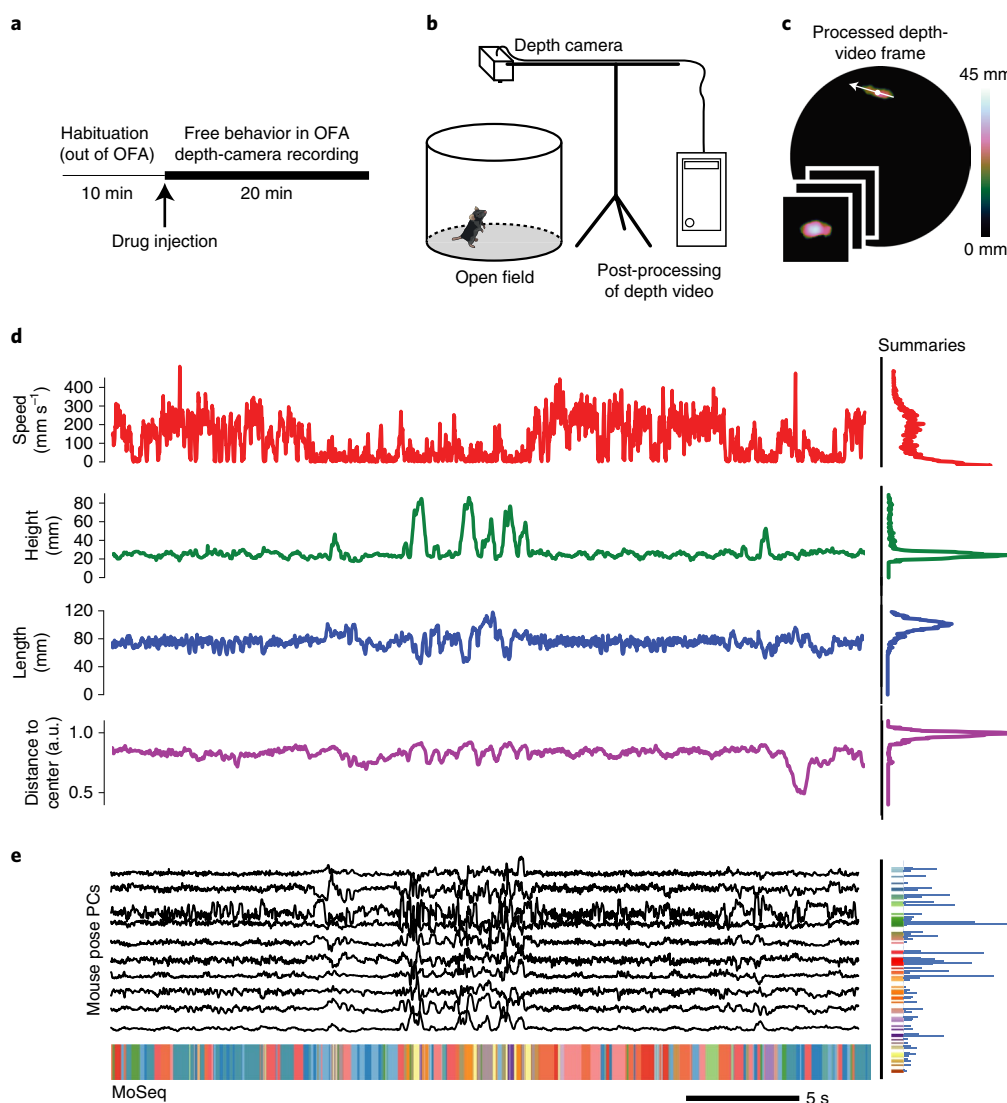 a
Habituation
(out of OFA)
Free behavior in OFA
depth-camera recording
10 min
20 min
Drug injection
b
Depth camera
Open field
Post-processing
of depth video
c
Processed depth-
video frame
45 mm
0 mm
d
Summaries
Speed
(mm s⁻¹)
400
300
200
100
0
Height
(mm)
80
60
40
20
0
Length
(mm)
120
80
40
0
Distance to
center (a.u.)
1.0
0.5
e
Mouse pose PCs
MoSeq
5 s